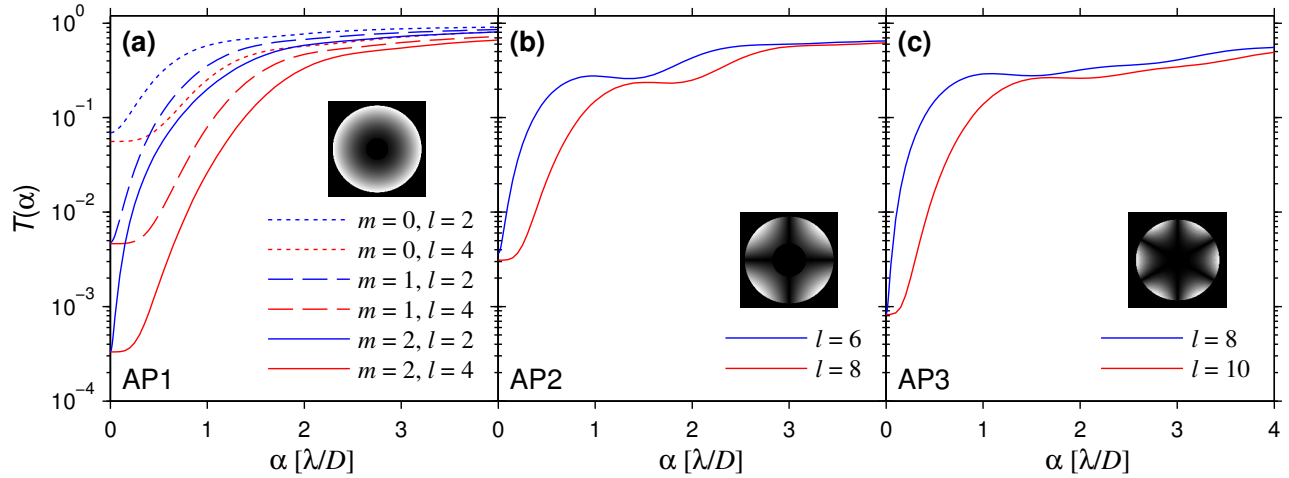 10⁰
10⁻¹
10⁻²
10⁻³
10⁻⁴
T(α)
(a)
m = 0, l = 2
m = 0, l = 4
m = 1, l = 2
m = 1, l = 4
m = 2, l = 2
m = 2, l = 4
AP1
0 1 2 3
α [λ/D]
(b)
l = 6
l = 8
AP2
0 1 2 3
α [λ/D]
(c)
l = 8
l = 10
AP3
0 1 2 3 4
α [λ/D]